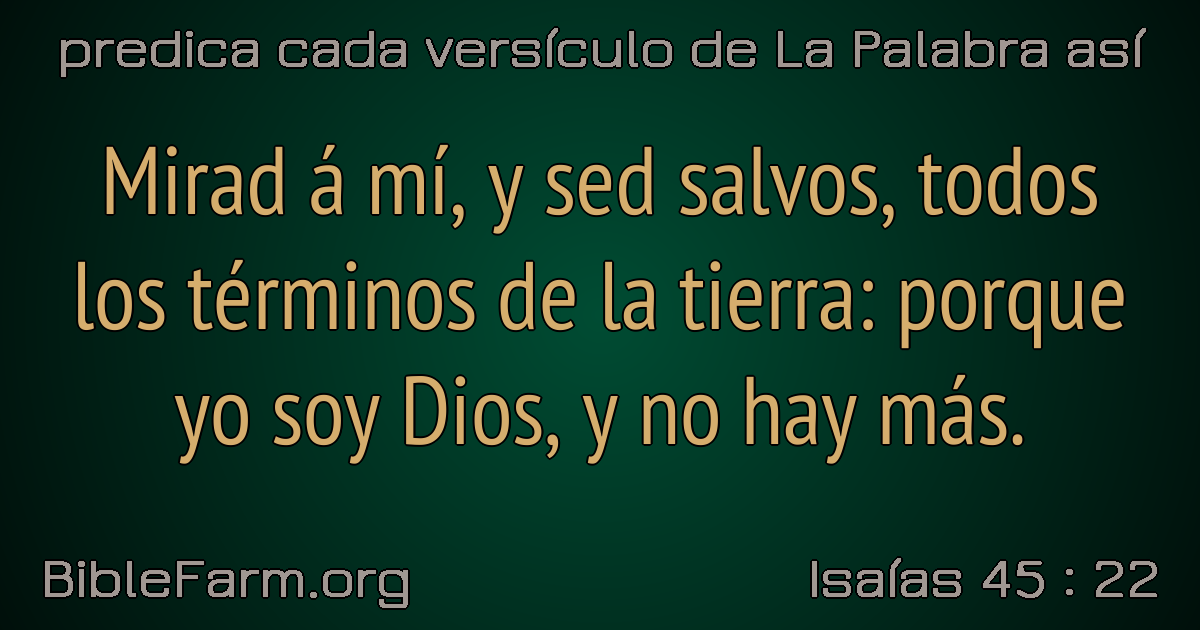 predica cada versículo de La Palabra así
Mirad á mí, y sed salvos, todos
los términos de la tierra: porque
yo soy Dios, y no hay más.
BibleFarm.org
Isaías 45 : 22